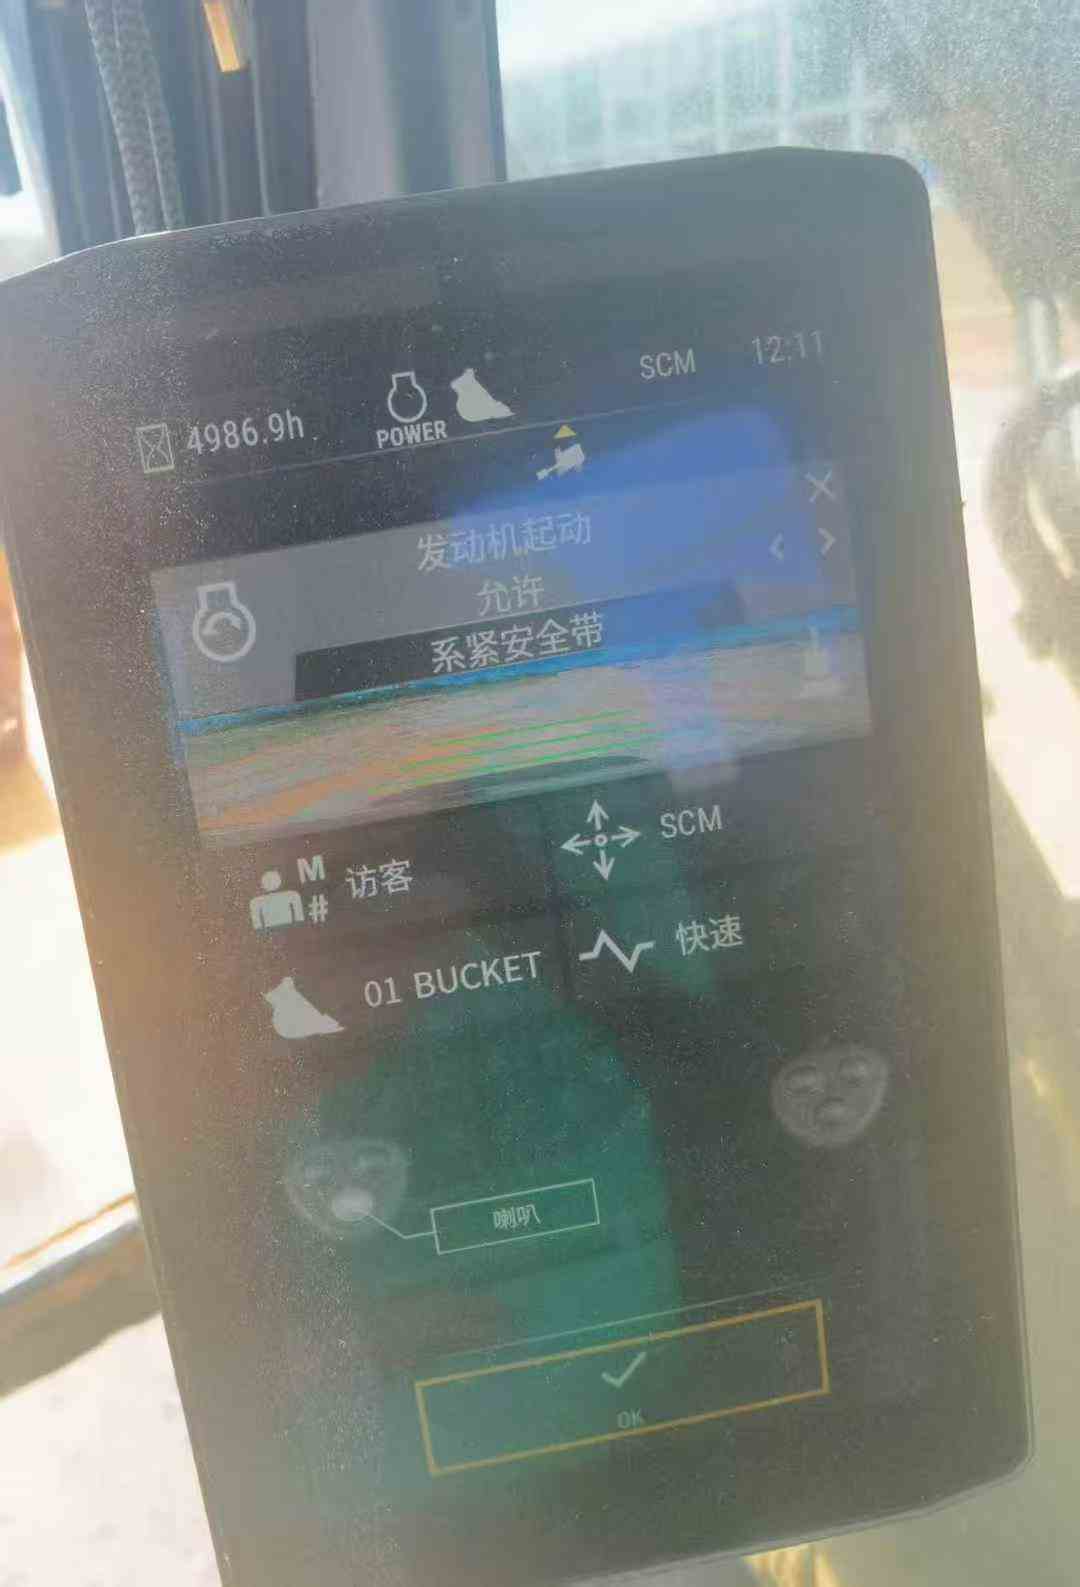 4986.9h
POWER
SCM
12:11
发动机起动
允许
系紧安全带
M
#
访客
SCM
01 BUCKET
快速
喇叭
OK